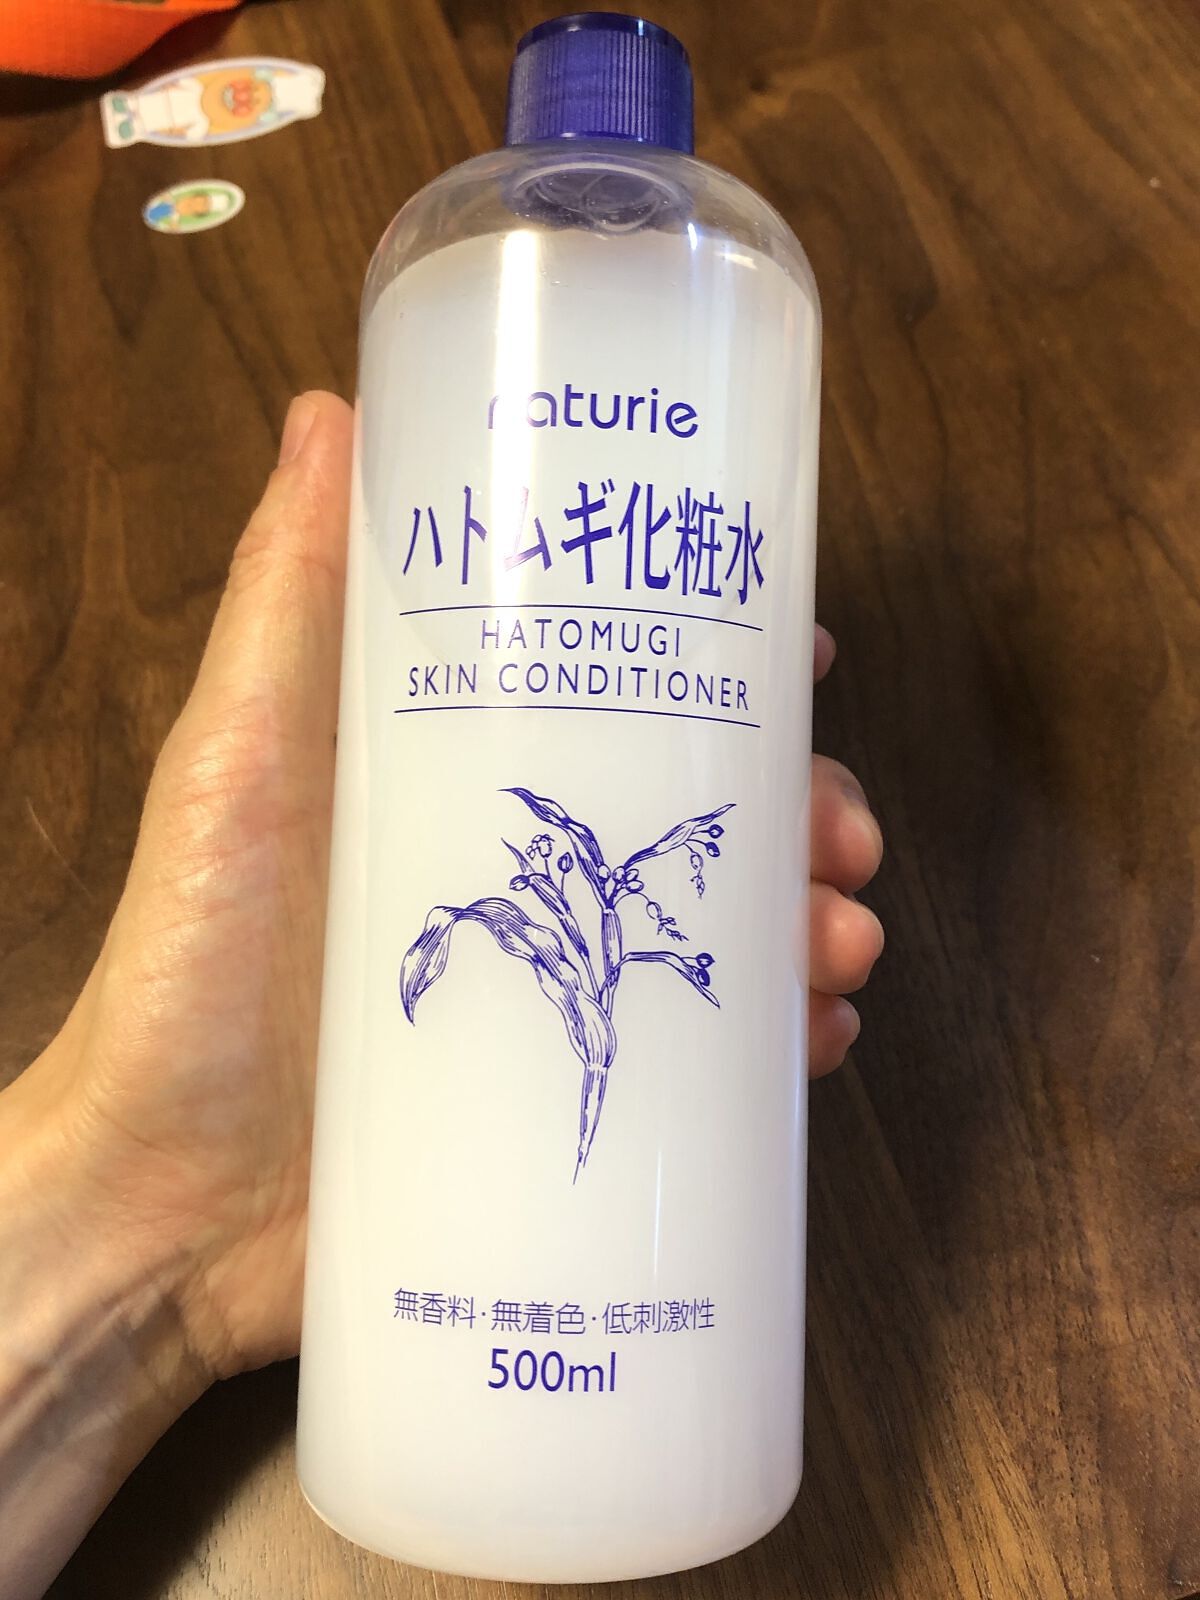 naturie
ハトムギ化粧水
HATOMUGI
SKIN CONDITIONER
無香料・無着色・低刺激性
500ml